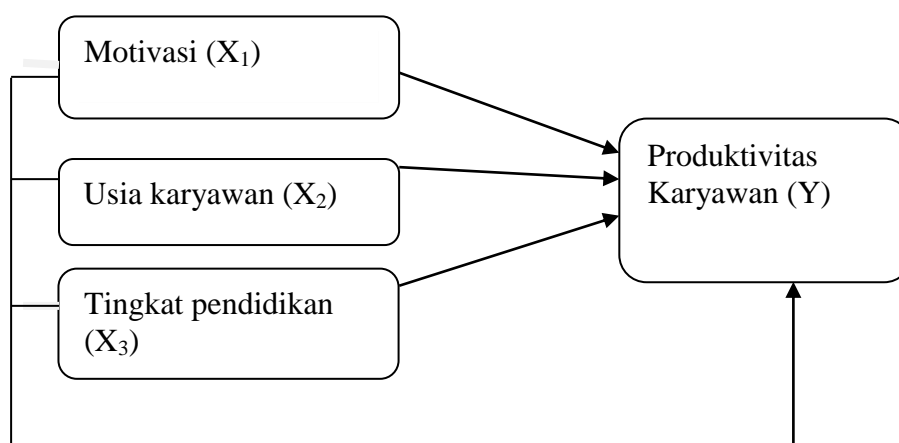 Motivasi (X₁)
Usia karyawan (X₂)
Tingkat pendidikan
(X₃)
Produktivitas
Karyawan (Y)